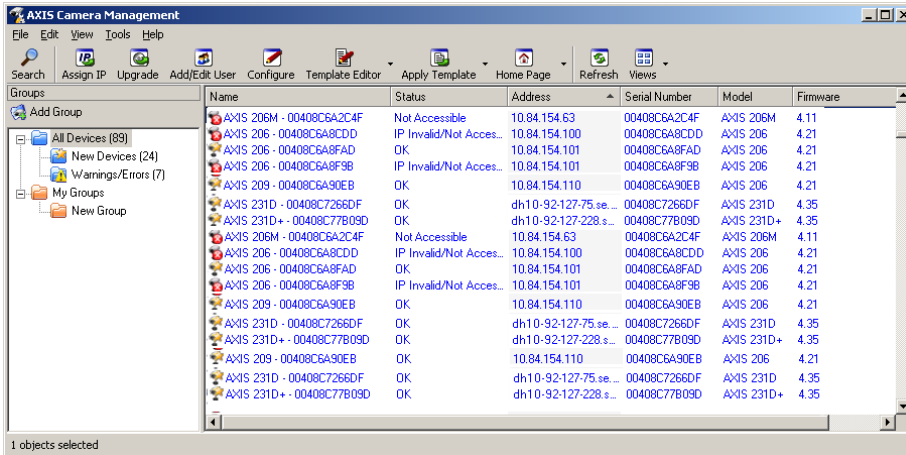 AXIS Camera Management
File Edit View Tools Help
Search Assign IP Upgrade Add/Edit User Configure Template Editor Apply Template Home Page Refresh Views
Groups
Add Group
All Devices (89)
New Devices (24)
Warnings/Errors (7)
My Groups
New Group
Name Status Address Serial Number Model Firmware
AXIS 206M - 00408C6A2C4F Not Accessible 10.84.154.63 00408C6A2C4F AXIS 206M 4.11
AXIS 206 - 00408C6A8CDD IP Invalid/Not Acces... 10.84.154.100 00408C6A8CDD AXIS 206 4.21
AXIS 206 - 00408C6A8FAD OK 10.84.154.101 00408C6A8FAD AXIS 206 4.21
AXIS 206 - 00408C6A8F9B IP Invalid/Not Acces... 10.84.154.101 00408C6A8F9B AXIS 206 4.21
AXIS 209 - 00408C6A90EB OK 10.84.154.110 00408C6A90EB AXIS 206 4.21
AXIS 231D - 00408C7266DF OK dh10-92-127-75.se.... 00408C7266DF AXIS 231D 4.35
AXIS 231D+ - 00408C77B09D OK dh10-92-127-228.s... 00408C77B09D AXIS 231D+ 4.35
AXIS 206M - 00408C6A2C4F Not Accessible 10.84.154.63 00408C6A2C4F AXIS 206M 4.11
AXIS 206 - 00408C6A8CDD IP Invalid/Not Acces... 10.84.154.100 00408C6A8CDD AXIS 206 4.21
AXIS 206 - 00408C6A8FAD OK 10.84.154.101 00408C6A8FAD AXIS 206 4.21
AXIS 206 - 00408C6A8F9B IP Invalid/Not Acces... 10.84.154.101 00408C6A8F9B AXIS 206 4.21
AXIS 209 - 00408C6A90EB OK 10.84.154.110 00408C6A90EB AXIS 206 4.21
AXIS 231D - 00408C7266DF OK dh10-92-127-75.se.... 00408C7266DF AXIS 231D 4.35
AXIS 231D+ - 00408C77B09D OK dh10-92-127-228.s... 00408C77B09D AXIS 231D+ 4.35
AXIS 209 - 00408C6A90EB OK 10.84.154.110 00408C6A90EB AXIS 206 4.21
AXIS 231D - 00408C7266DF OK dh10-92-127-75.se.... 00408C7266DF AXIS 231D 4.35
AXIS 231D+ - 00408C77B09D OK dh10-92-127-228.s... 00408C77B09D AXIS 231D+ 4.35
1 objects selected